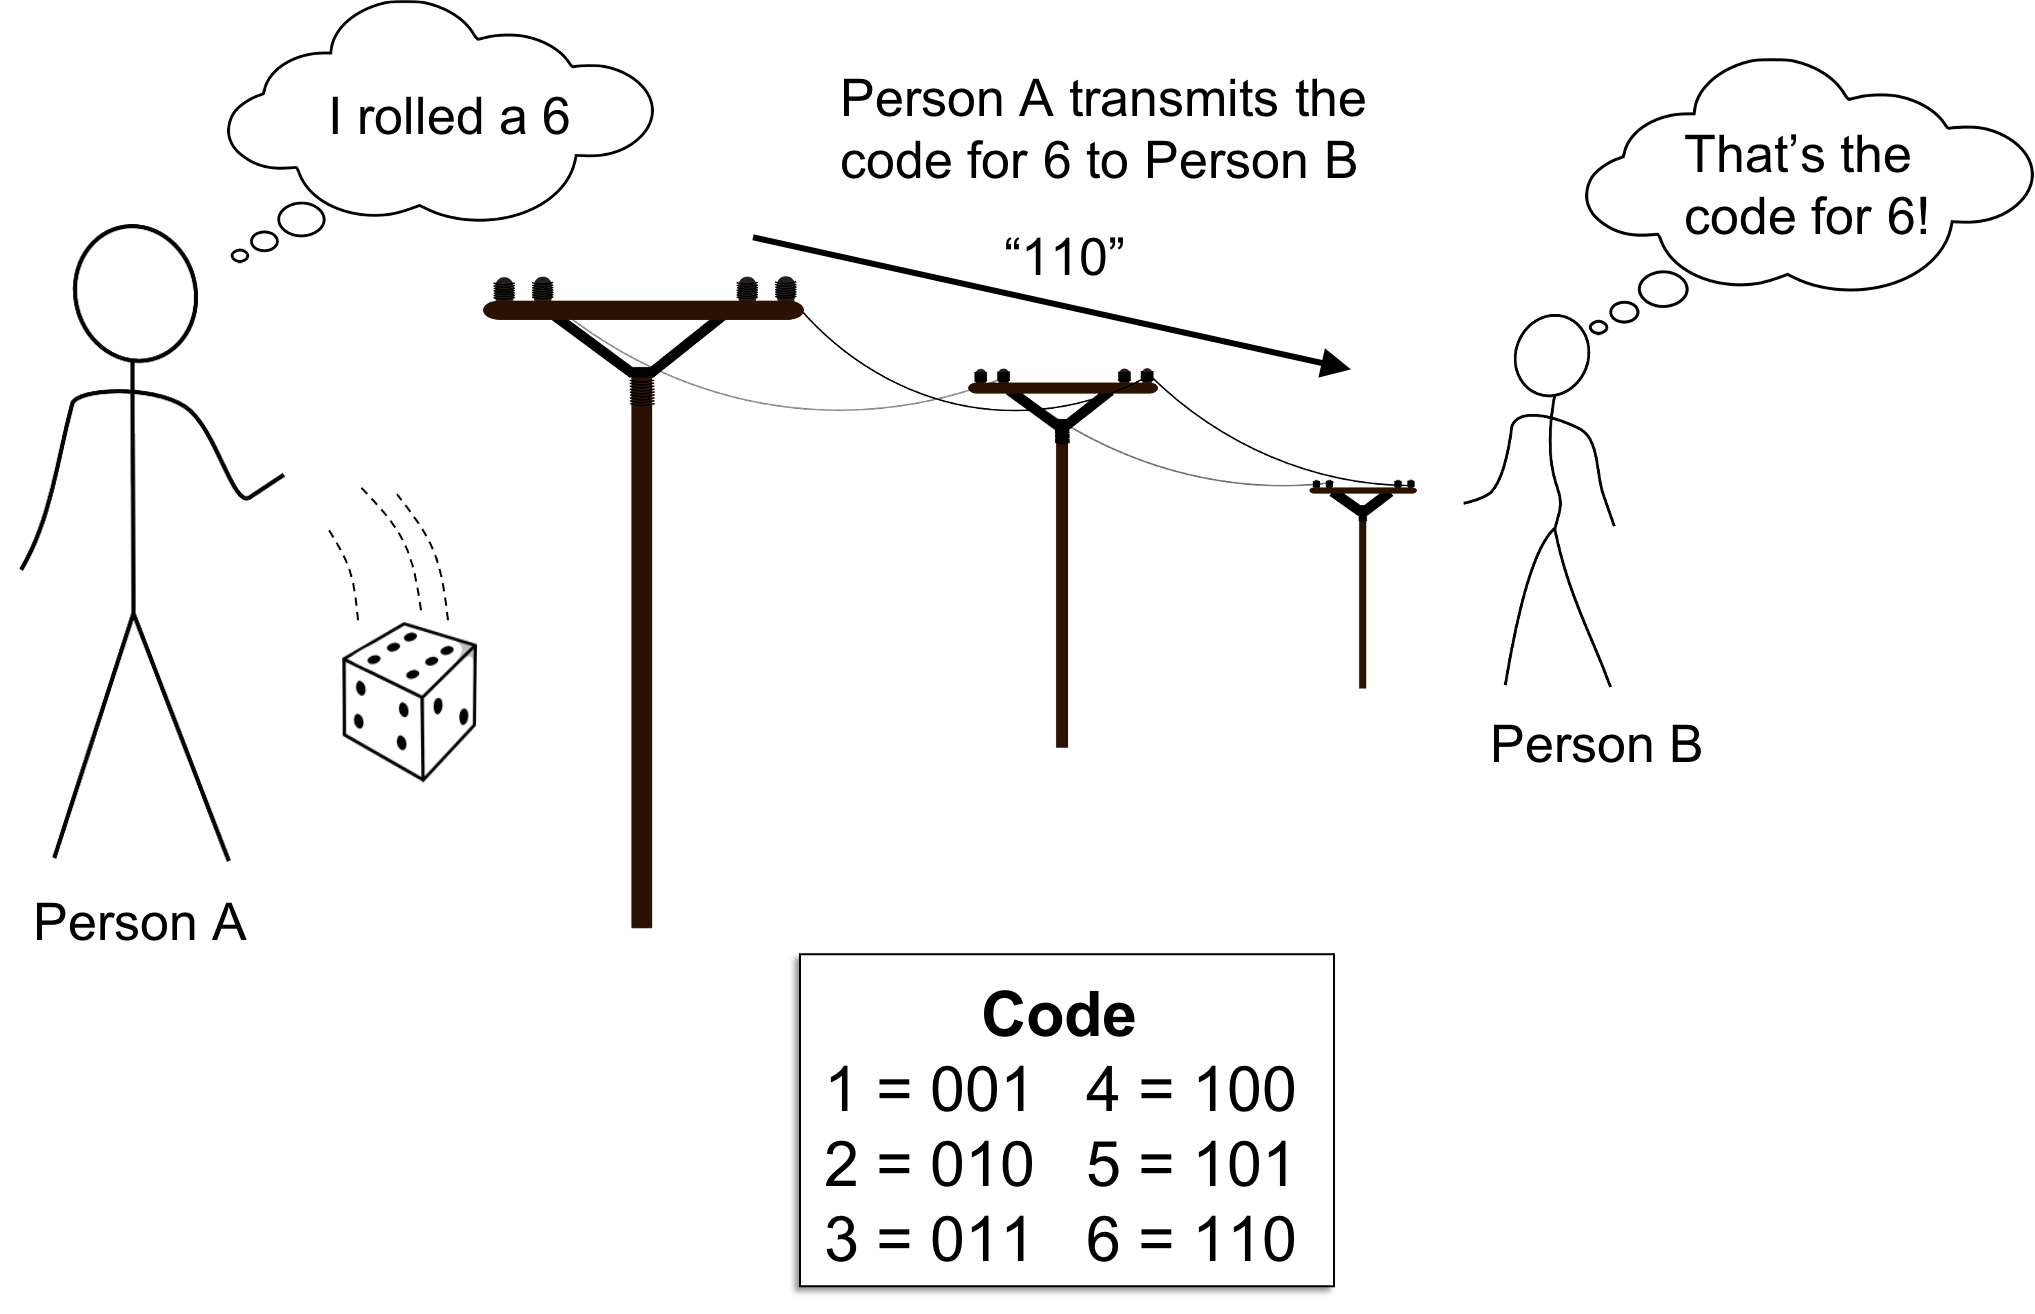 I rolled a 6
Person A transmits the
code for 6 to Person B
“110”
That’s the
code for 6!
Person A
Person B
Code
1 = 001 4 = 100
2 = 010 5 = 101
3 = 011 6 = 110